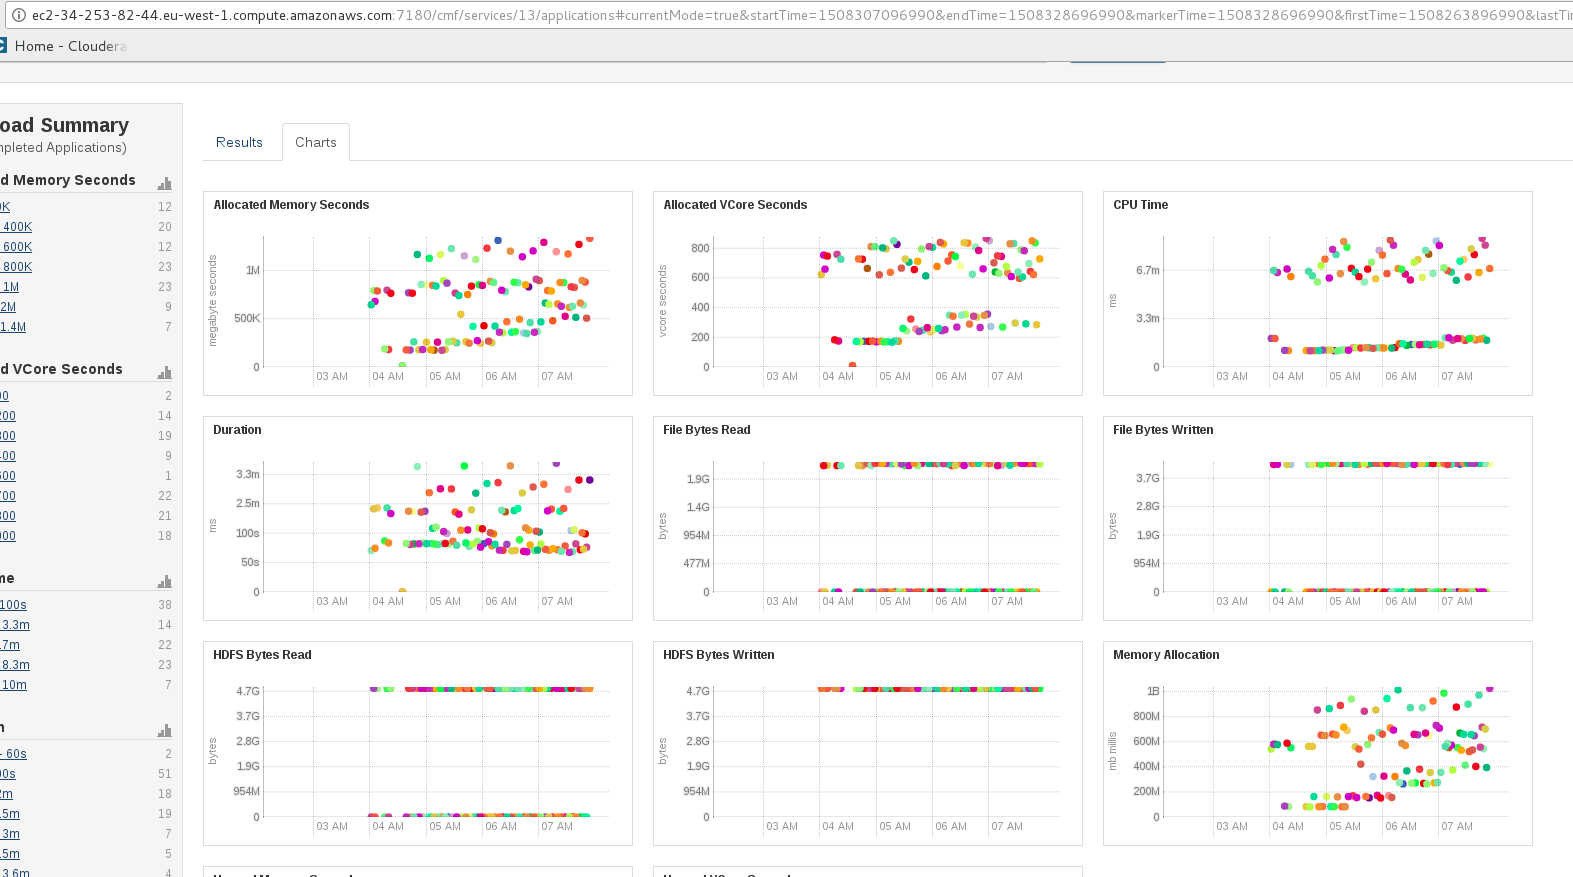 ec2-34-253-82-44.eu-west-1.compute.amazonaws.com:7180/cmf/services/13/applications#currentMode=true&startTime=1508307096990&endTime=1508328696990&markerTime=1508328696990&firstTime=1508263896990&lastTi
Home - Cloudera
oad Summary
mpleted Applications)
d Memory Seconds
0K 12
400K 20
600K 12
800K 23
1M 23
2M 9
1.4M 7
d VCore Seconds
00 2
200 14
300 19
400 9
600 1
700 22
800 21
900 18
me
100s 38
3.3m 14
.7m 22
8.3m 23
10m 7
n
- 60s 2
00s 51
2m 18
.5m 19
3m 7
.5m 5
3.6m 4
Results Charts
Allocated Memory Seconds
megabyte seconds
1M
500K
0
03 AM 04 AM 05 AM 06 AM 07 AM
Allocated VCore Seconds
vcore seconds
800
600
400
200
0
03 AM 04 AM 05 AM 06 AM 07 AM
CPU Time
ms
6.7m
3.3m
0
03 AM 04 AM 05 AM 06 AM 07 AM
Duration
ms
3.3m
2.5m
100s
50s
0
03 AM 04 AM 05 AM 06 AM 07 AM
File Bytes Read
bytes
1.9G
1.4G
954M
477M
0
03 AM 04 AM 05 AM 06 AM 07 AM
File Bytes Written
bytes
3.7G
2.8G
1.9G
954M
0
03 AM 04 AM 05 AM 06 AM 07 AM
HDFS Bytes Read
bytes
4.7G
3.7G
2.8G
1.9G
954M
0
03 AM 04 AM 05 AM 06 AM 07 AM
HDFS Bytes Written
bytes
4.7G
3.7G
2.8G
1.9G
954M
0
03 AM 04 AM 05 AM 06 AM 07 AM
Memory Allocation
mb millis
1B
800M
600M
400M
200M
0
03 AM 04 AM 05 AM 06 AM 07 AM